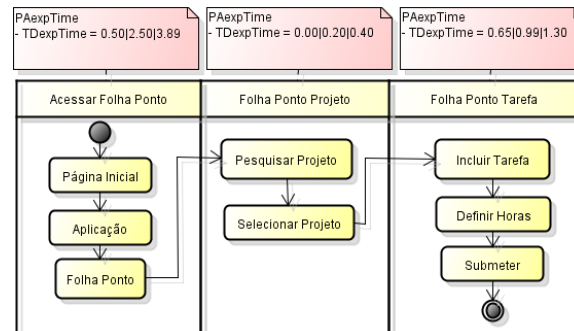 PAexpTime
- TDexpTime = 0.50|2.50|3.89
PAexpTime
- TDexpTime = 0.00|0.20|0.40
PAexpTime
- TDexpTime = 0.65|0.99|1.30
Acessar Folha Ponto
Folha Ponto Projeto
Folha Ponto Tarefa
Página Inicial
Aplicação
Folha Ponto
Pesquisar Projeto
Selecionar Projeto
Incluir Tarefa
Definir Horas
Submeter